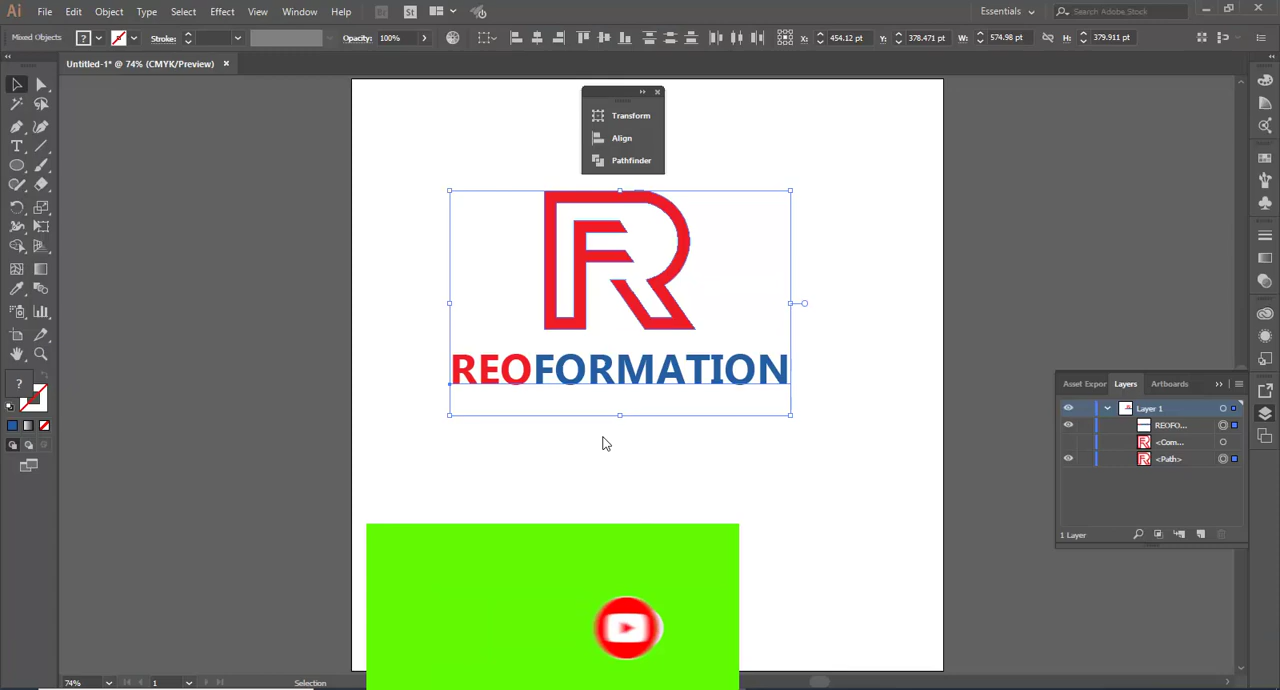 Ai File Edit Object Type Select Effect View Window Help Br St Essentials Search Adobe Stock
Mixed Objects ? Stroke: Opacity: 100% X: 454.12 pt Y: 378.471 pt W: 574.98 pt H: 379.911 pt
Untitled-1* @ 74% (CMYK/Preview)
Transform
Align
Pathfinder
R
REOFORMATION
T
?
Asset Expor Layers Artboards
Layer 1
REOFO...
<Com...
<Path>
1 Layer
74% 1 Selection